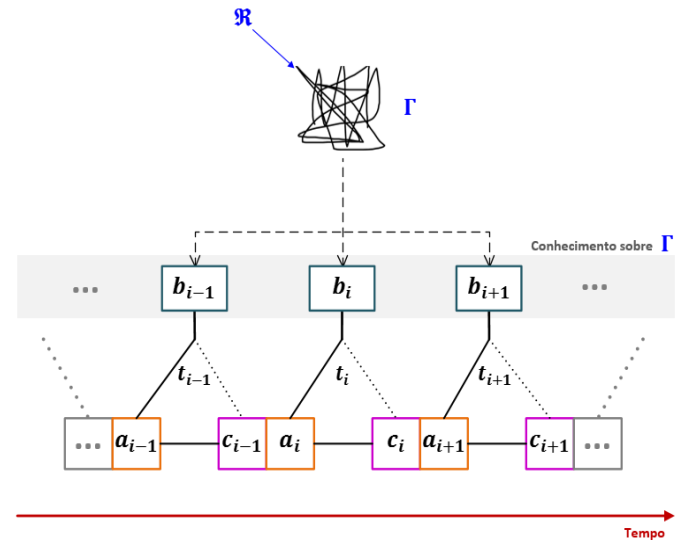 ℜ
Γ
Conhecimento sobre Γ
... b_{i−1} b_i b_{i+1} ...
t_{i−1} t_i t_{i+1}
... a_{i−1} c_{i−1} a_i c_i a_{i+1} c_{i+1} ...
Tempo